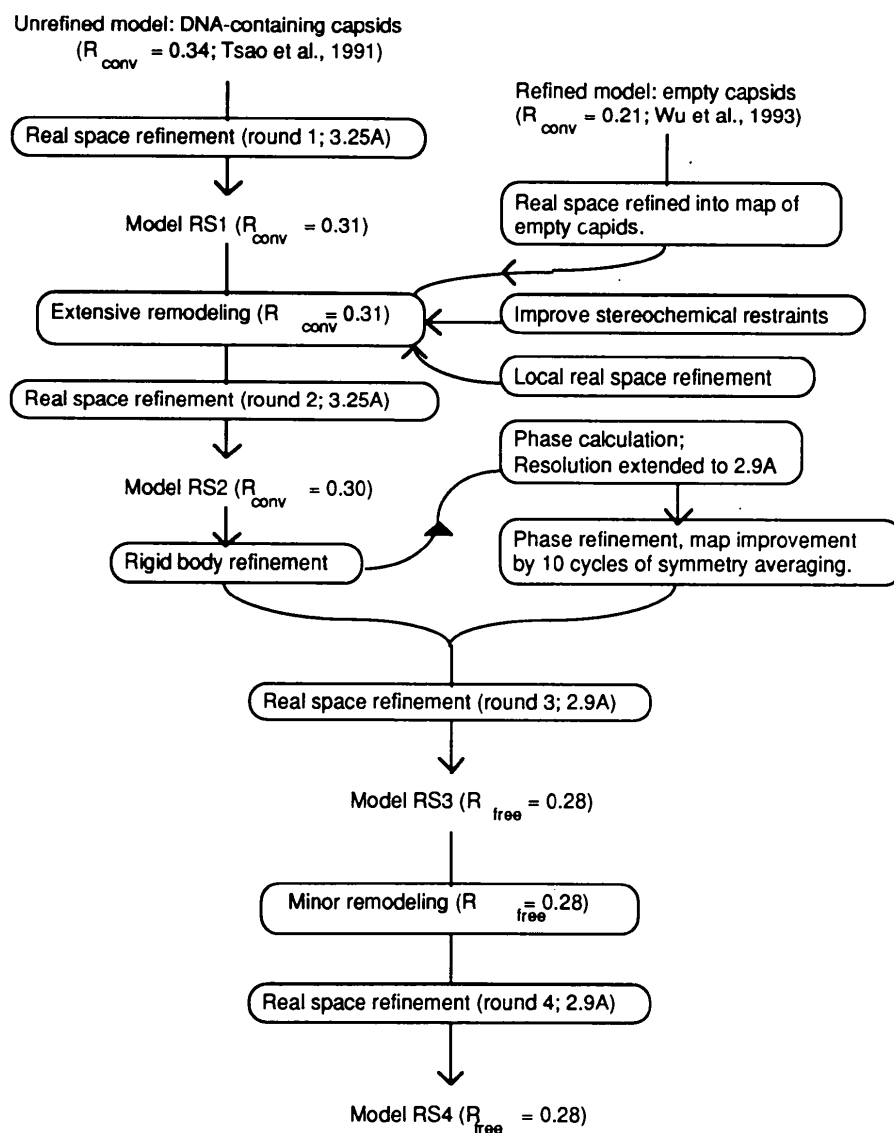 Unrefined model: DNA-containing capsids
(R conv = 0.34; Tsao et al., 1991)
Refined model: empty capsids
(R conv = 0.21; Wu et al., 1993)
Real space refinement (round 1; 3.25A)
Real space refined into map of
empty capids.
Model RS1 (R conv = 0.31)
Extensive remodeling (R conv = 0.31)
Improve stereochemical restraints
Local real space refinement
Real space refinement (round 2; 3.25A)
Phase calculation;
Resolution extended to 2.9A
Model RS2 (R conv = 0.30)
Rigid body refinement
Phase refinement, map improvement
by 10 cycles of symmetry averaging.
Real space refinement (round 3; 2.9A)
Model RS3 (R free = 0.28)
Minor remodeling (R free = 0.28)
Real space refinement (round 4; 2.9A)
Model RS4 (R free = 0.28)